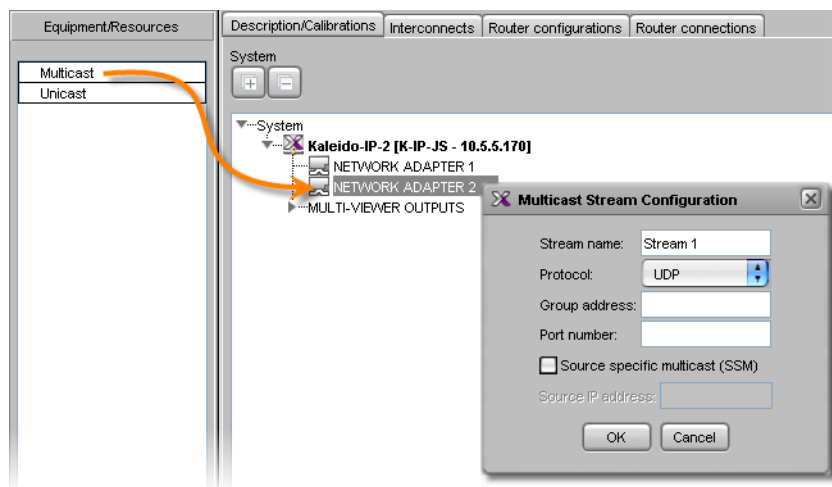 Equipment/Resources
Multicast
Unicast
Description/Calibrations Interconnects Router configurations Router connections
System
System
Kaleido-IP-2 [K-IP-JS - 10.5.5.170]
NETWORK ADAPTER 1
NETWORK ADAPTER 2
MULTI-VIEWER OUTPUTS
Multicast Stream Configuration
Stream name: Stream 1
Protocol: UDP
Group address:
Port number:
Source specific multicast (SSM)
Source IP address:
OK Cancel